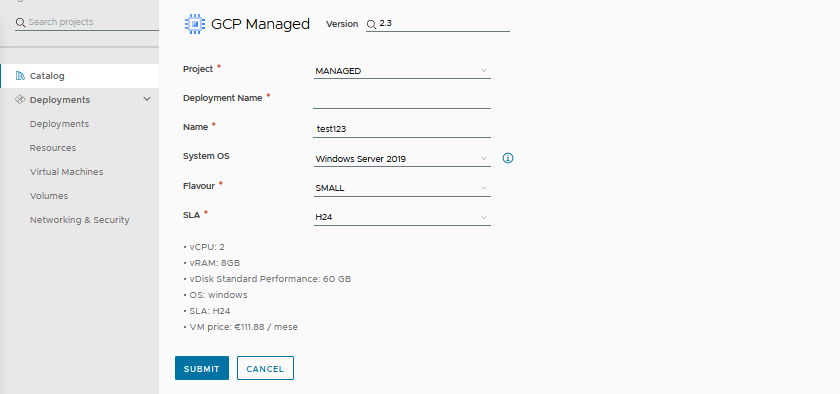 Search projects
Catalog
Deployments
Deployments
Resources
Virtual Machines
Volumes
Networking & Security
GCP Managed Version 2.3
Project * MANAGED
Deployment Name *
Name * test123
System OS Windows Server 2019
Flavour * SMALL
SLA * H24
• vCPU: 2
• vRAM: 8GB
• vDisk Standard Performance: 60 GB
• OS: windows
• SLA: H24
• VM price: €111.88 / mese
SUBMIT CANCEL